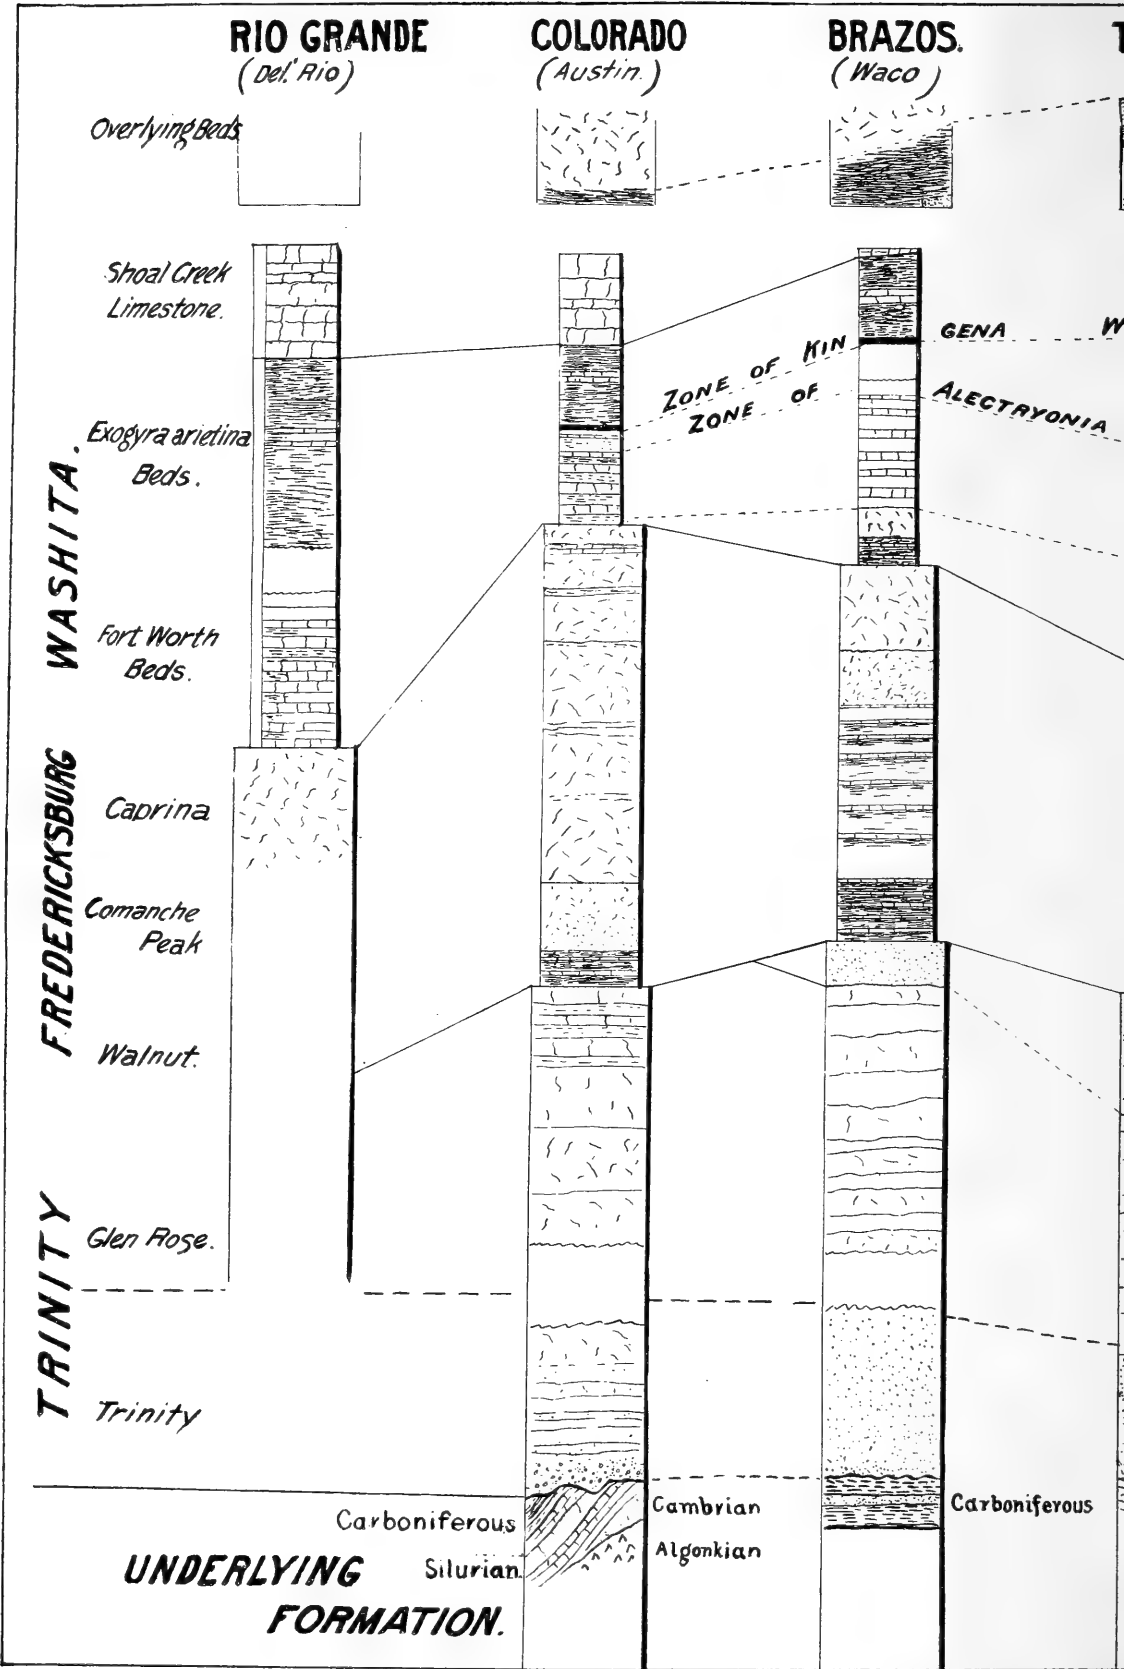 RIO GRANDE
(Del. Rio)
COLORADO
(Austin.)
BRAZOS.
(Waco)
Overlying Beds
Shoal Creek
Limestone.
Exogyra arietina
Beds.
Fort Worth
Beds.
WASHITA.
ZONE OF KIN GENA
ZONE OF ALECTRYONIA
W
Caprina
Comanche
Peak
Walnut.
FREDERICKSBURG
Glen Rose.
Trinity
TRINITY
Carboniferous
Silurian.
Cambrian
Algonkian
Carboniferous
UNDERLYING
FORMATION.